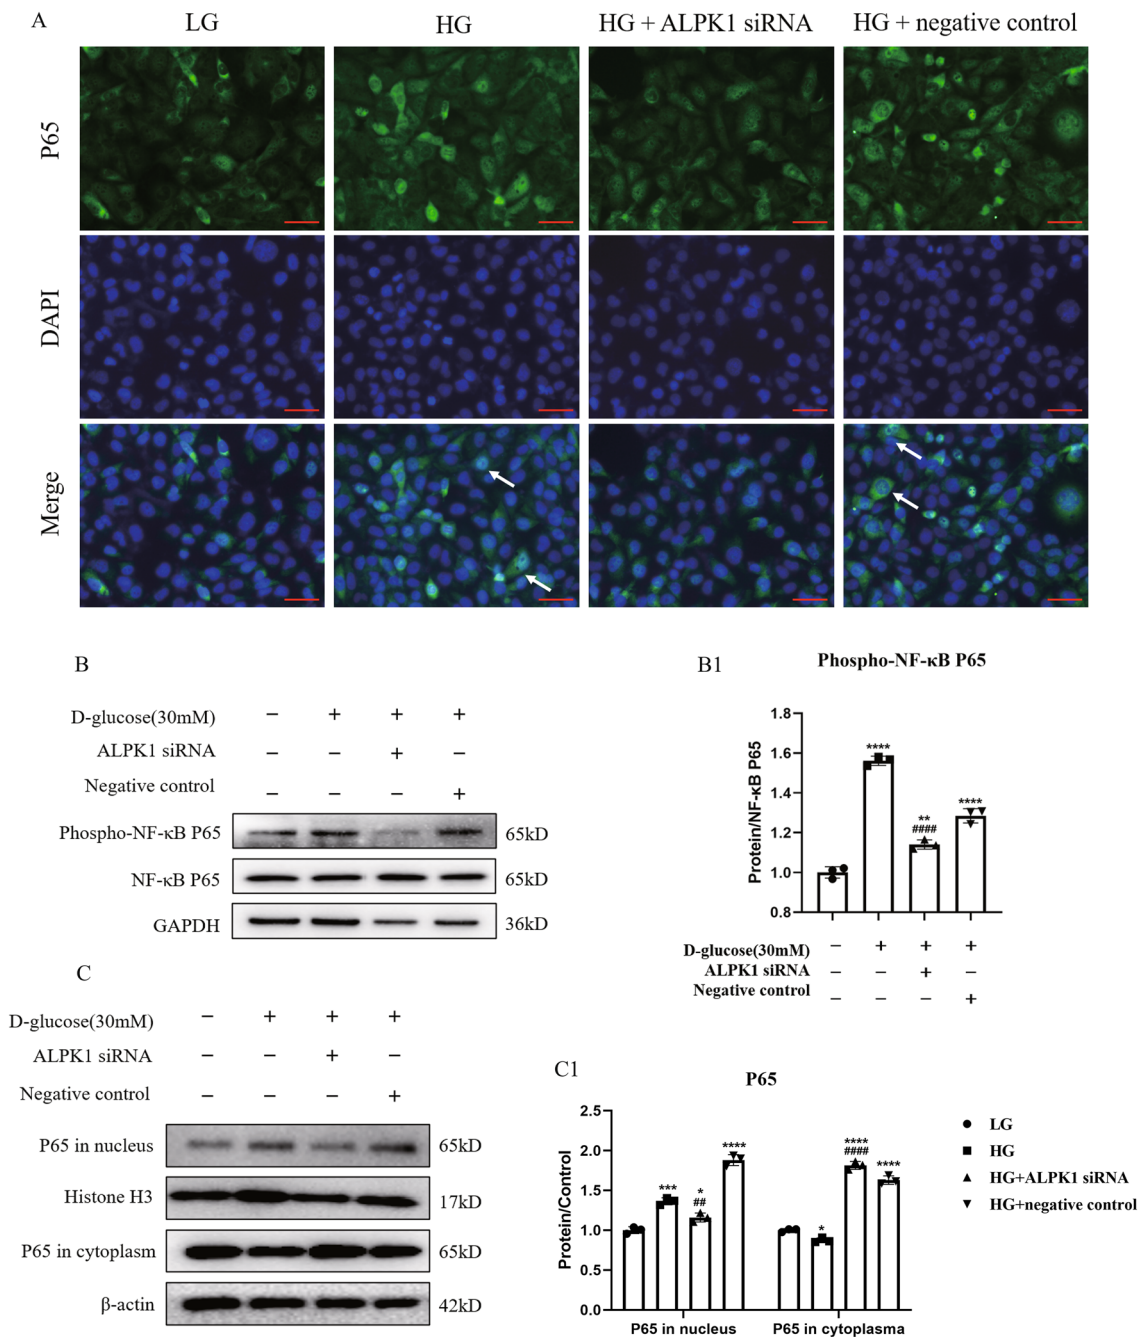 A
LG
HG
HG + ALPK1 siRNA
HG + negative control
P65
DAPI
Merge
B
D-glucose(30mM) − + + +
ALPK1 siRNA − − + −
Negative control − − − +
Phospho-NF-κB P65 65kD
NF-κB P65 65kD
GAPDH 36kD
B1
Phospho-NF-κB P65
Protein/NF-κB P65
1.8
1.6
1.4
1.2
1.0
0.8
****
**
####
****
D-glucose(30mM) − + + +
ALPK1 siRNA − − + −
Negative control − − − +
C
D-glucose(30mM) − + + +
ALPK1 siRNA − − + −
Negative control − − − +
P65 in nucleus 65kD
Histone H3 17kD
P65 in cytoplasm 65kD
β-actin 42kD
C1
P65
Protein/Control
2.5
2.0
1.5
1.0
0.5
0.0
***
*
##
****
*
****
####
****
P65 in nucleus
P65 in cytoplasma
LG
HG
HG+ALPK1 siRNA
HG+negative control